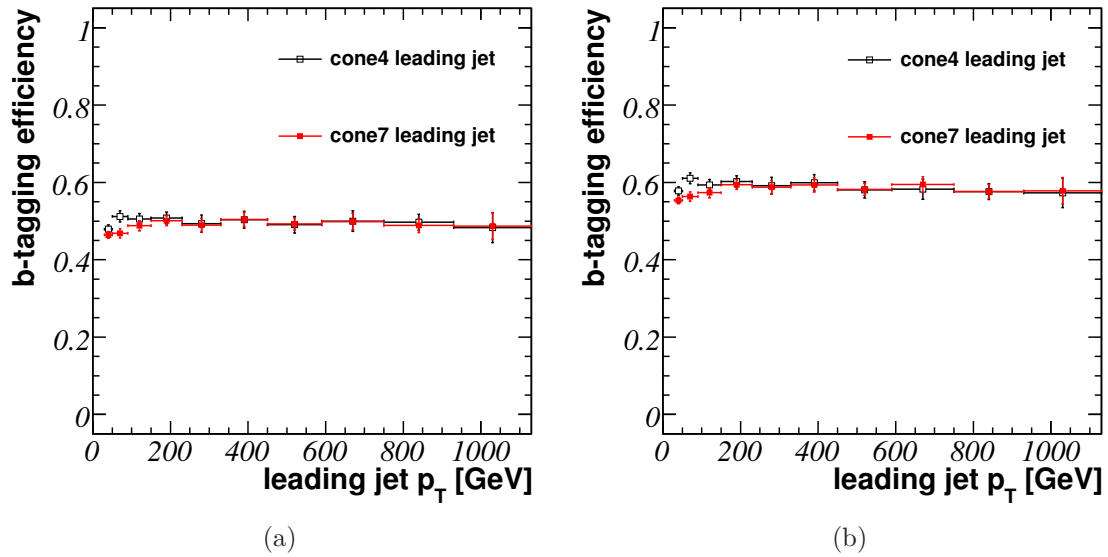 b-tagging efficiency
1
0.8
0.6
0.4
0.2
0
cone4 leading jet
cone7 leading jet
0 200 400 600 800 1000
leading jet p_T [GeV]
(a)
b-tagging efficiency
1
0.8
0.6
0.4
0.2
0
cone4 leading jet
cone7 leading jet
0 200 400 600 800 1000
leading jet p_T [GeV]
(b)